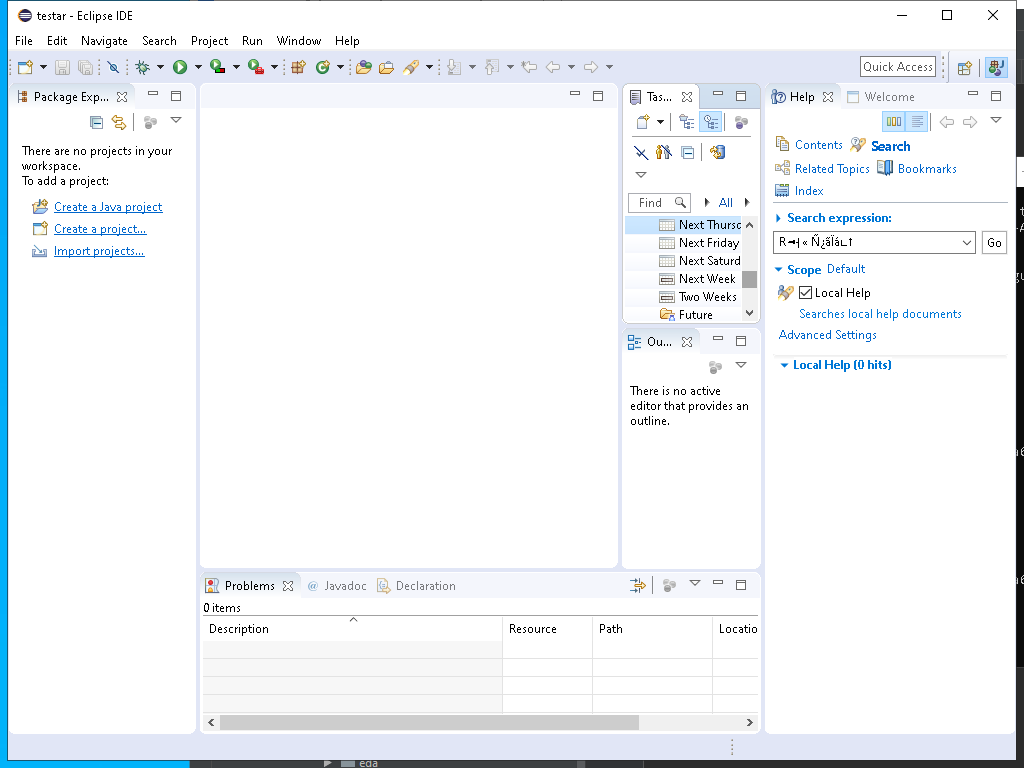 testar - Eclipse IDE
File Edit Navigate Search Project Run Window Help
Quick Access
Package Exp...
There are no projects in your
workspace.
To add a project:
Create a Java project
Create a project...
Import projects...
Tas...
Find
All
Next Thursd
Next Friday
Next Saturd
Next Week
Two Weeks
Future
Ou...
There is no active
editor that provides an
outline.
Help Welcome
Contents Search
Related Topics Bookmarks
Index
Search expression:
Go
Scope Default
Local Help
Searches local help documents
Advanced Settings
Local Help (0 hits)
Problems @ Javadoc Declaration
0 items
Description Resource Path Locatio
eda